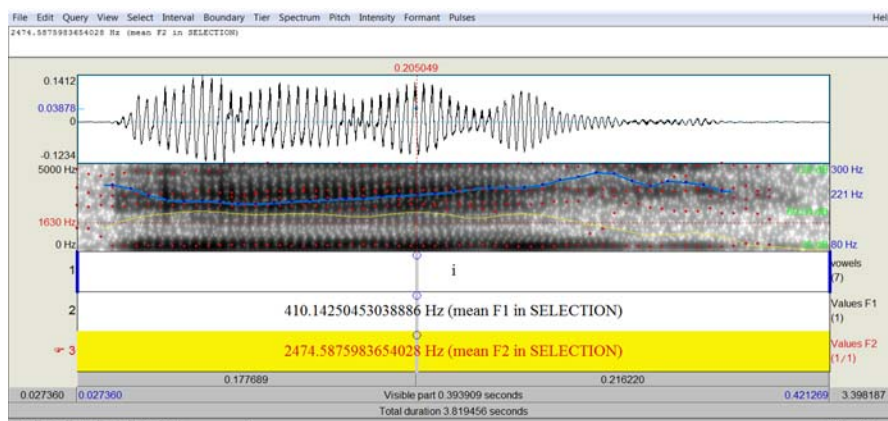 File Edit Query View Select Interval Boundary Tier Spectrum Pitch Intensity Formant Pulses Hel
2474.5875983654028 Hz (mean F2 in SELECTION)
0.205049
0.1412
0.03878
0
-0.1234
5000 Hz 300 Hz
221 Hz
1630 Hz
0 Hz 80 Hz
1 i vowels
(7)
2 410.14250453038886 Hz (mean F1 in SELECTION) Values F1
(1)
3 2474.5875983654028 Hz (mean F2 in SELECTION) Values F2
(1/1)
0.177689 0.216220
0.027360 0.027360 Visible part 0.393909 seconds 0.421269 3.398187
Total duration 3.819456 seconds